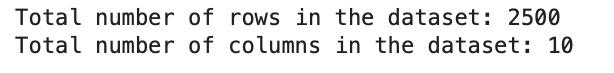 Total number of rows in the dataset: 2500
Total number of columns in the dataset: 10